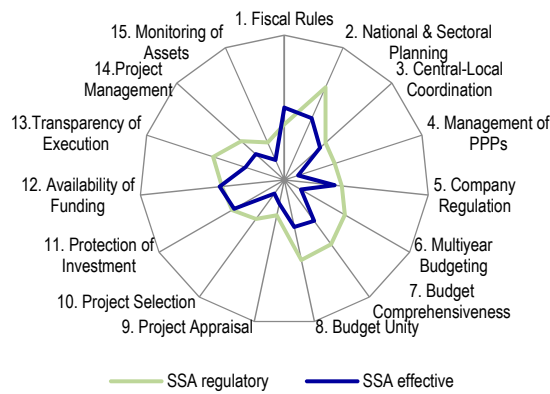 1. Fiscal Rules
2. National & Sectoral
Planning
3. Central-Local
Coordination
4. Management of
PPPs
5. Company
Regulation
6. Multiyear
Budgeting
7. Budget
Comprehensiveness
8. Budget Unity
9. Project Appraisal
10. Project Selection
11. Protection of
Investment
12. Availability of
Funding
13.Transparency of
Execution
14.Project
Management
15. Monitoring of
Assets
SSA regulatory
SSA effective